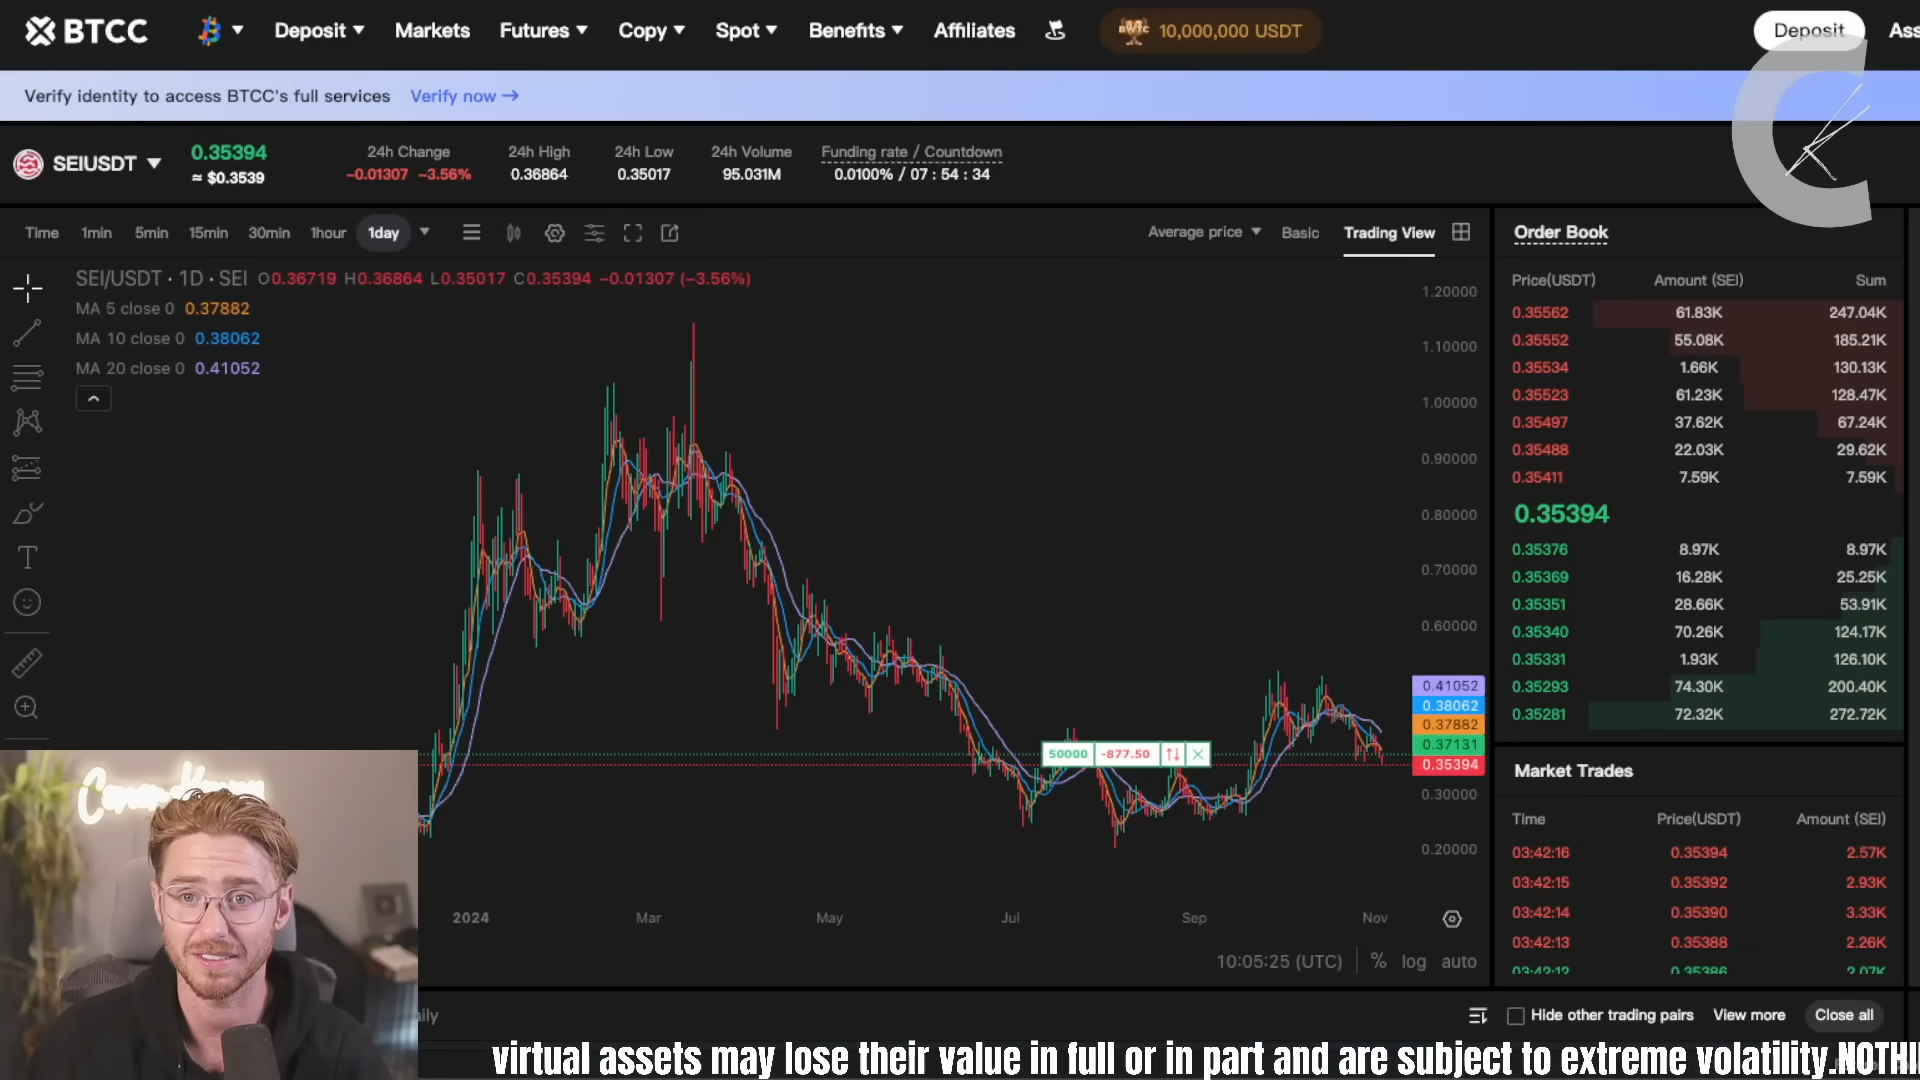 BTCC
Deposit Markets Futures Copy Spot Benefits Affiliates 10,000,000 USDT Deposit
Verify identity to access BTCC's full services Verify now →
SEIUSDT
0.35394
≈ $0.3539
24h Change
-0.01307 -3.56%
24h High
0.36864
24h Low
0.35017
24h Volume
95.031M
Funding rate / Countdown
0.0100% / 07 : 54 : 34
Time 1min 5min 15min 30min 1hour 1day
Average price Basic Trading View
SEI/USDT · 1D · SEI O0.36719 H0.36864 L0.35017 C0.35394 -0.01307 (-3.56%)
MA 5 close 0 0.37882
MA 10 close 0 0.38062
MA 20 close 0 0.41052
1.20000
1.10000
1.00000
0.90000
0.80000
0.70000
0.60000
0.41052
0.38062
0.37882
0.37131
0.35394
0.30000
0.20000
50000 -877.50
2024 Mar May Jul Sep Nov
10:05:25 (UTC) % log auto
Order Book
Price(USDT) Amount (SEI) Sum
0.35562 61.83K 247.04K
0.35552 55.08K 185.21K
0.35534 1.66K 130.13K
0.35523 61.23K 128.47K
0.35497 37.62K 67.24K
0.35488 22.03K 29.62K
0.35411 7.59K 7.59K
0.35394
0.35376 8.97K 8.97K
0.35369 16.28K 25.25K
0.35351 28.66K 53.91K
0.35340 70.26K 124.17K
0.35331 1.93K 126.10K
0.35293 74.30K 200.40K
0.35281 72.32K 272.72K
Market Trades
Time Price(USDT) Amount (SEI)
03:42:16 0.35394 2.57K
03:42:15 0.35392 2.93K
03:42:14 0.35390 3.33K
03:42:13 0.35388 2.26K
03:42:12 0.35386 2.07K
Hide other trading pairs View more Close all
virtual assets may lose their value in full or in part and are subject to extreme volatility.